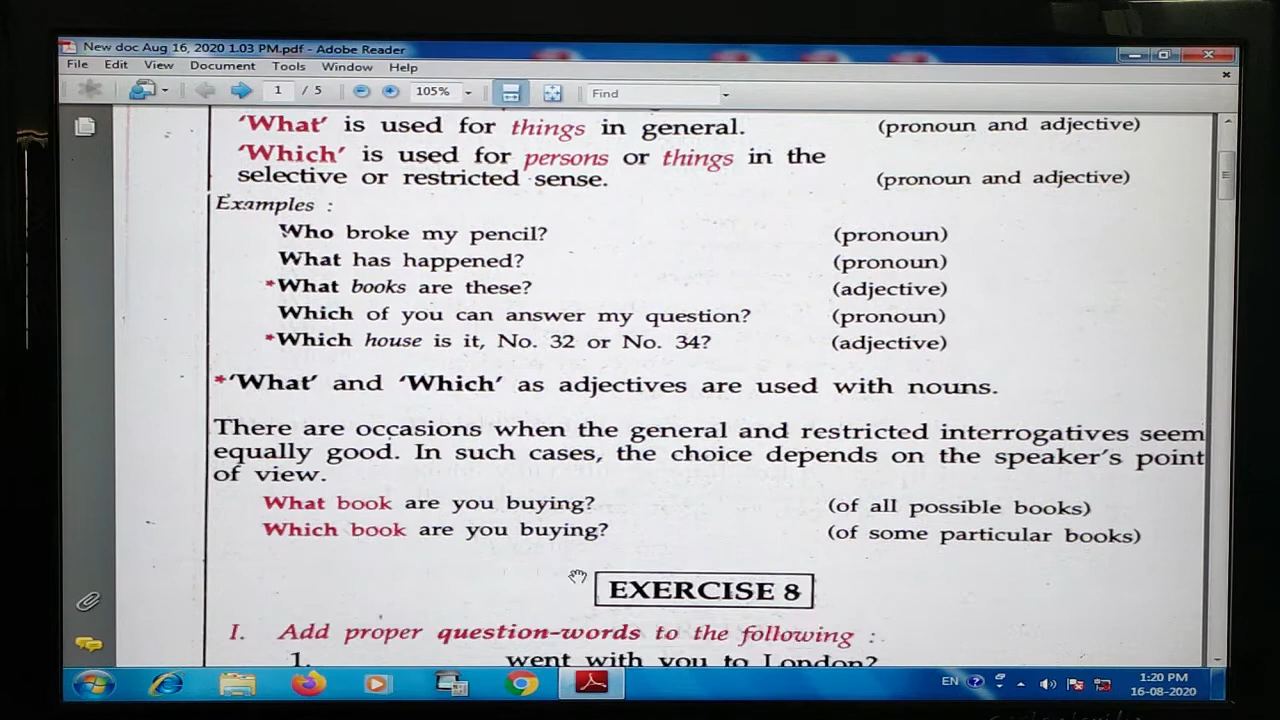 New doc Aug 16, 2020 1.03 PM.pdf - Adobe Reader
File Edit View Document Tools Window Help
1 / 5 105% Find
'What' is used for things in general. (pronoun and adjective)
'Which' is used for persons or things in the
selective or restricted sense. (pronoun and adjective)
Examples :
Who broke my pencil? (pronoun)
What has happened? (pronoun)
*What books are these? (adjective)
Which of you can answer my question? (pronoun)
*Which house is it, No. 32 or No. 34? (adjective)
*'What' and 'Which' as adjectives are used with nouns.
There are occasions when the general and restricted interrogatives seem
equally good. In such cases, the choice depends on the speaker's point
of view.
What book are you buying? (of all possible books)
Which book are you buying? (of some particular books)
EXERCISE 8
I. Add proper question-words to the following :
1. went with you to London?
EN 1:20 PM
16-08-2020